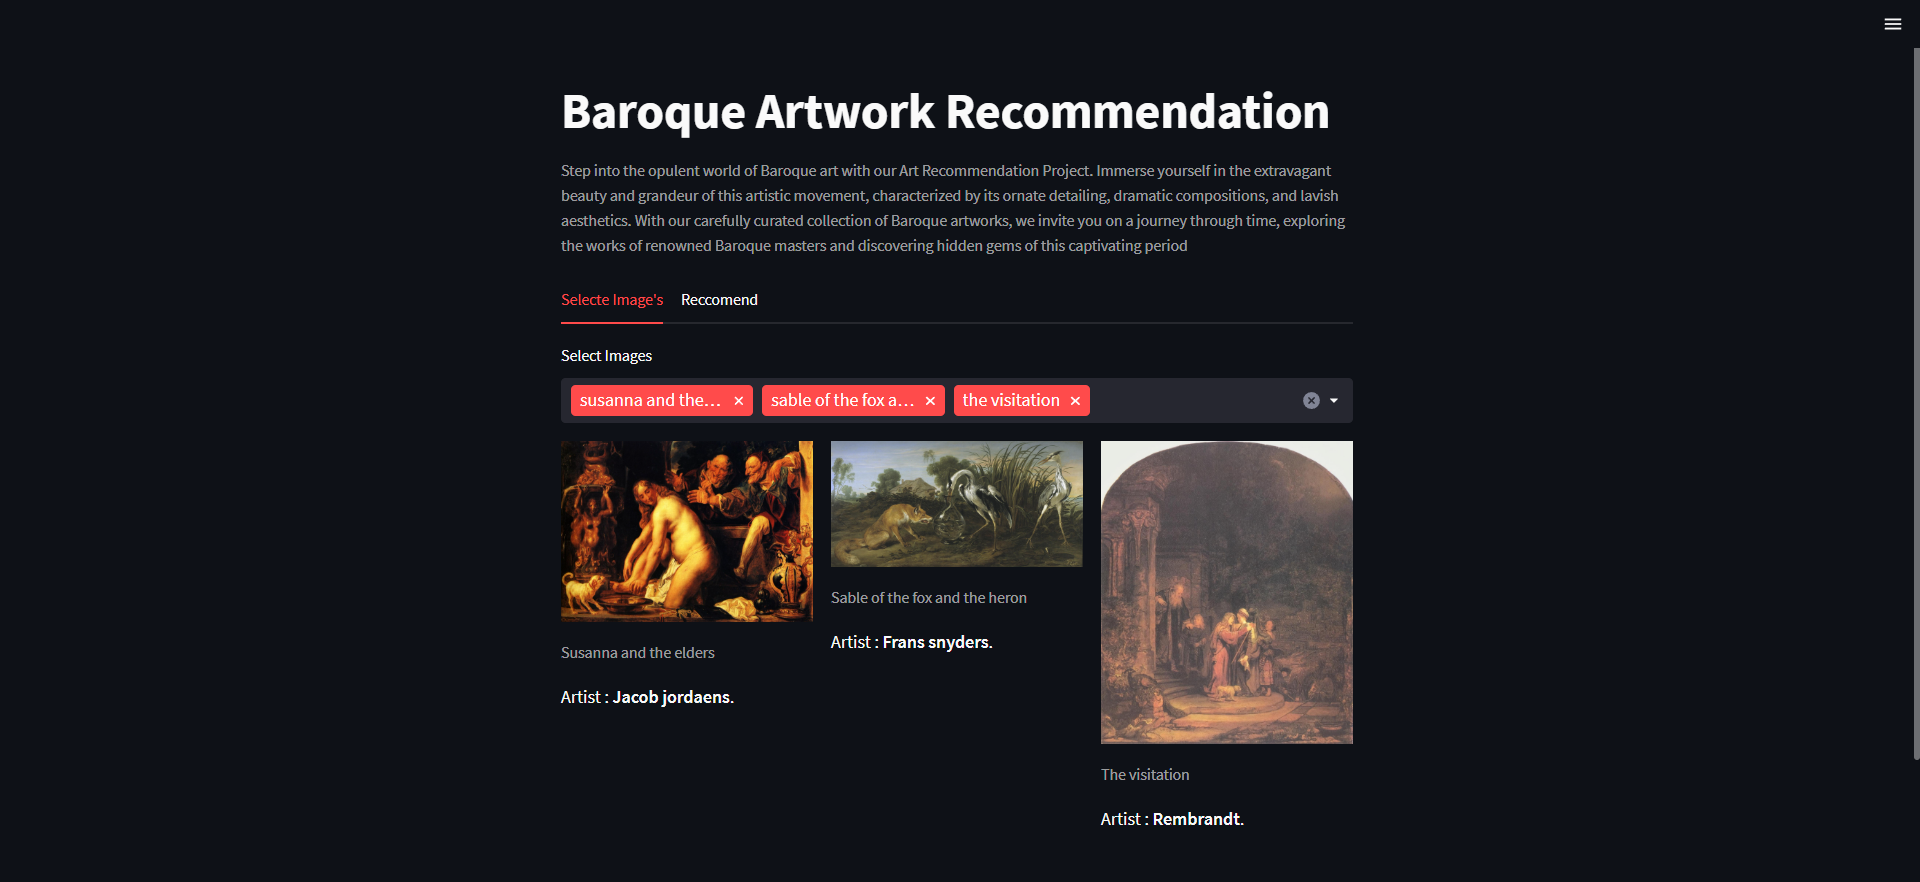 Baroque Artwork Recommendation
Step into the opulent world of Baroque art with our Art Recommendation Project. Immerse yourself in the extravagant
beauty and grandeur of this artistic movement, characterized by its ornate detailing, dramatic compositions, and lavish
aesthetics. With our carefully curated collection of Baroque artworks, we invite you on a journey through time, exploring
the works of renowned Baroque masters and discovering hidden gems of this captivating period
Selecte Image's Reccomend
Select Images
susanna and the... sable of the fox a... the visitation
Susanna and the elders
Artist : Jacob jordaens.
Sable of the fox and the heron
Artist : Frans snyders.
The visitation
Artist : Rembrandt.